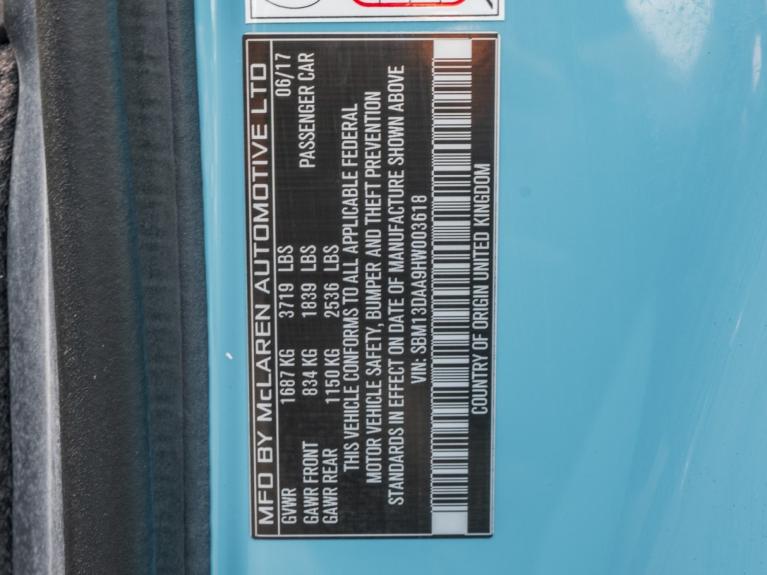 MFD BY McLAREN AUTOMOTIVE LTD
GVWR 1687 KG 3719 LBS 06/17
GAWR FRONT 834 KG 1839 LBS PASSENGER CAR
GAWR REAR 1150 KG 2536 LBS
THIS VEHICLE CONFORMS TO ALL APPLICABLE FEDERAL
MOTOR VEHICLE SAFETY, BUMPER AND THEFT PREVENTION
STANDARDS IN EFFECT ON DATE OF MANUFACTURE SHOWN ABOVE
VIN: SBM13DAA9HW003618
COUNTRY OF ORIGIN UNITED KINGDOM